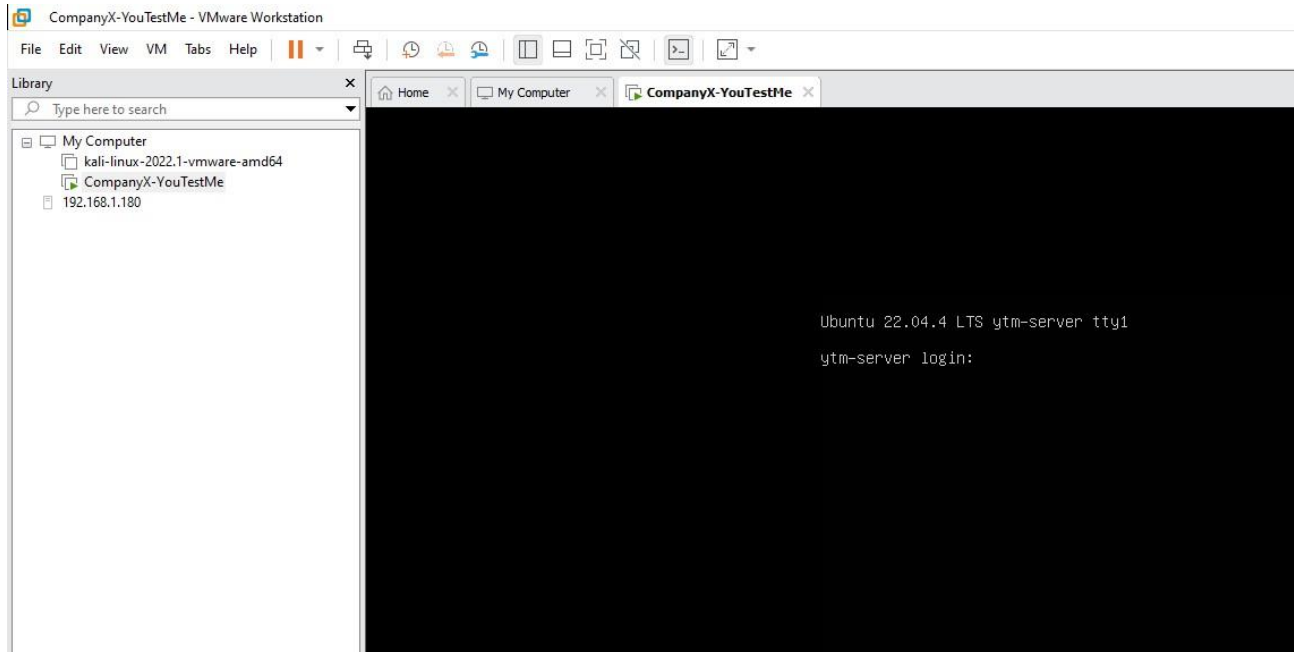 CompanyX-YouTestMe - VMware Workstation
File Edit View VM Tabs Help
Library
Type here to search
My Computer
kali-linux-2022.1-vmware-amd64
CompanyX-YouTestMe
192.168.1.180
Home
My Computer
CompanyX-YouTestMe
Ubuntu 22.04.4 LTS ytm-server tty1
ytm-server login: